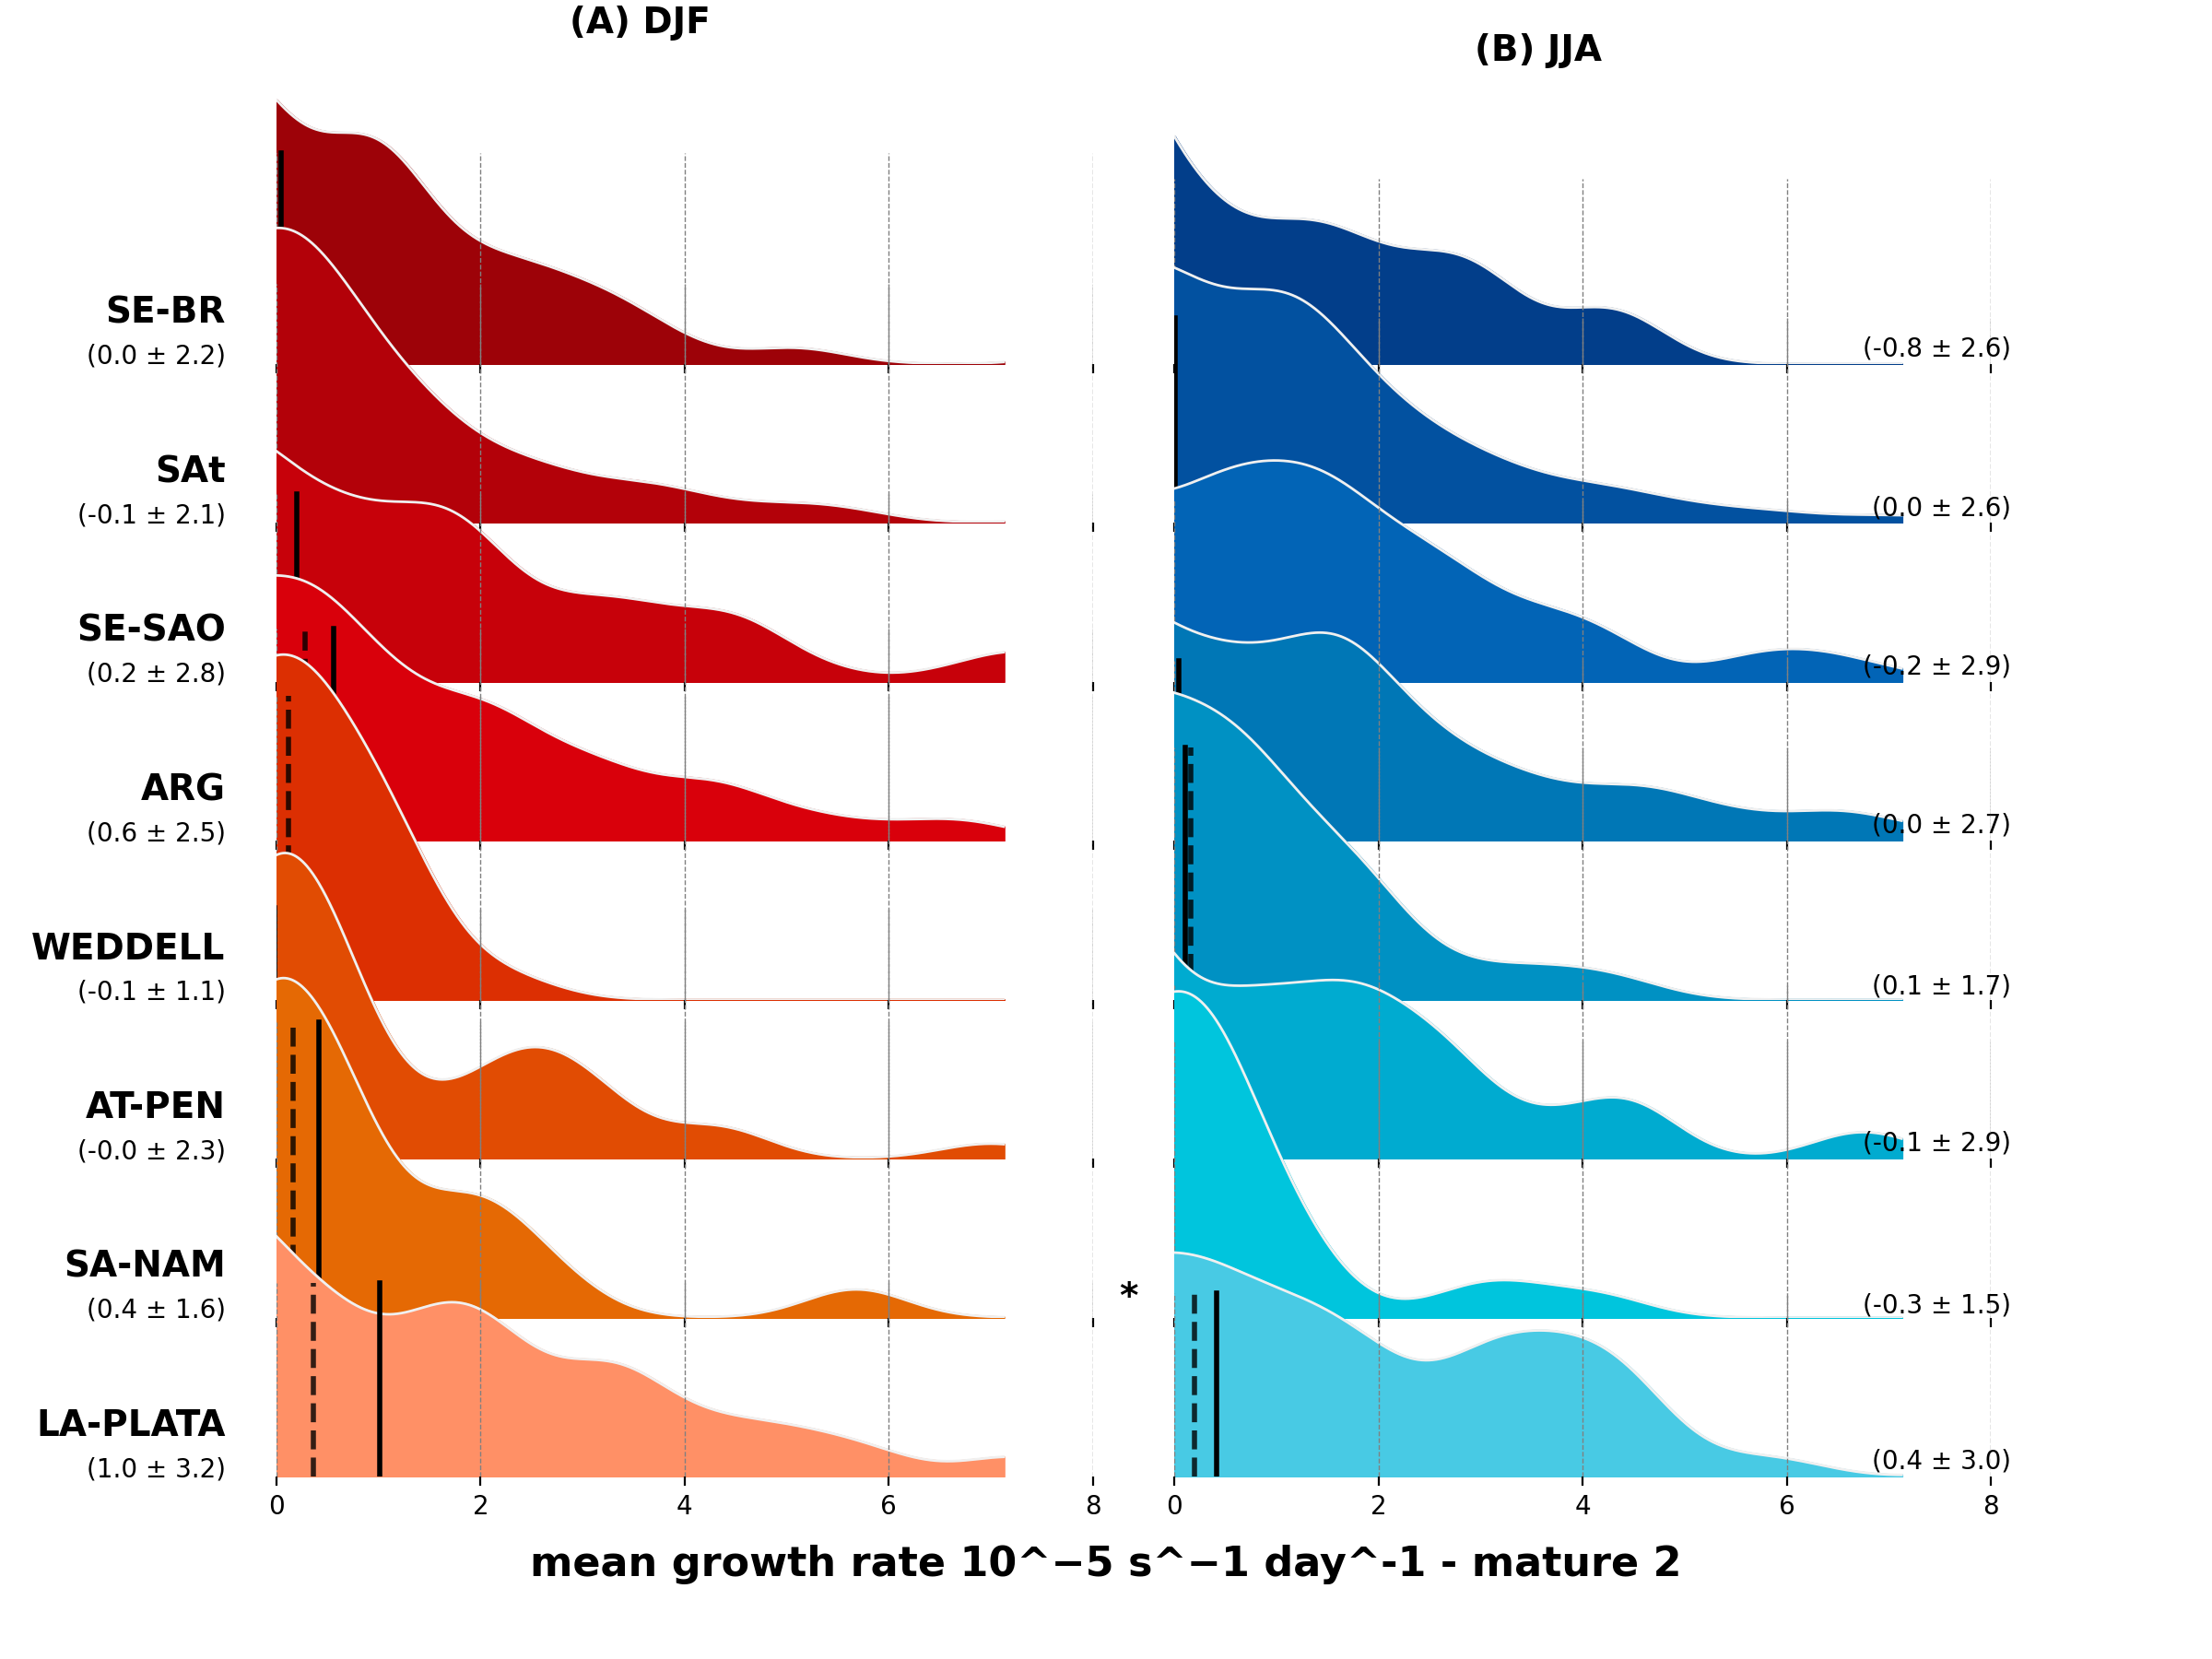 (A) DJF
(B) JJA
SE-BR
(0.0 ± 2.2)
(-0.8 ± 2.6)
SAt
(-0.1 ± 2.1)
(0.0 ± 2.6)
SE-SAO
(0.2 ± 2.8)
(-0.2 ± 2.9)
ARG
(0.6 ± 2.5)
(0.0 ± 2.7)
WEDDELL
(-0.1 ± 1.1)
(0.1 ± 1.7)
AT-PEN
(-0.0 ± 2.3)
(-0.1 ± 2.9)
SA-NAM
(0.4 ± 1.6)
*
(-0.3 ± 1.5)
LA-PLATA
(1.0 ± 3.2)
(0.4 ± 3.0)
0 2 4 6 8
0 2 4 6 8
mean growth rate 10^−5 s^−1 day^-1 - mature 2